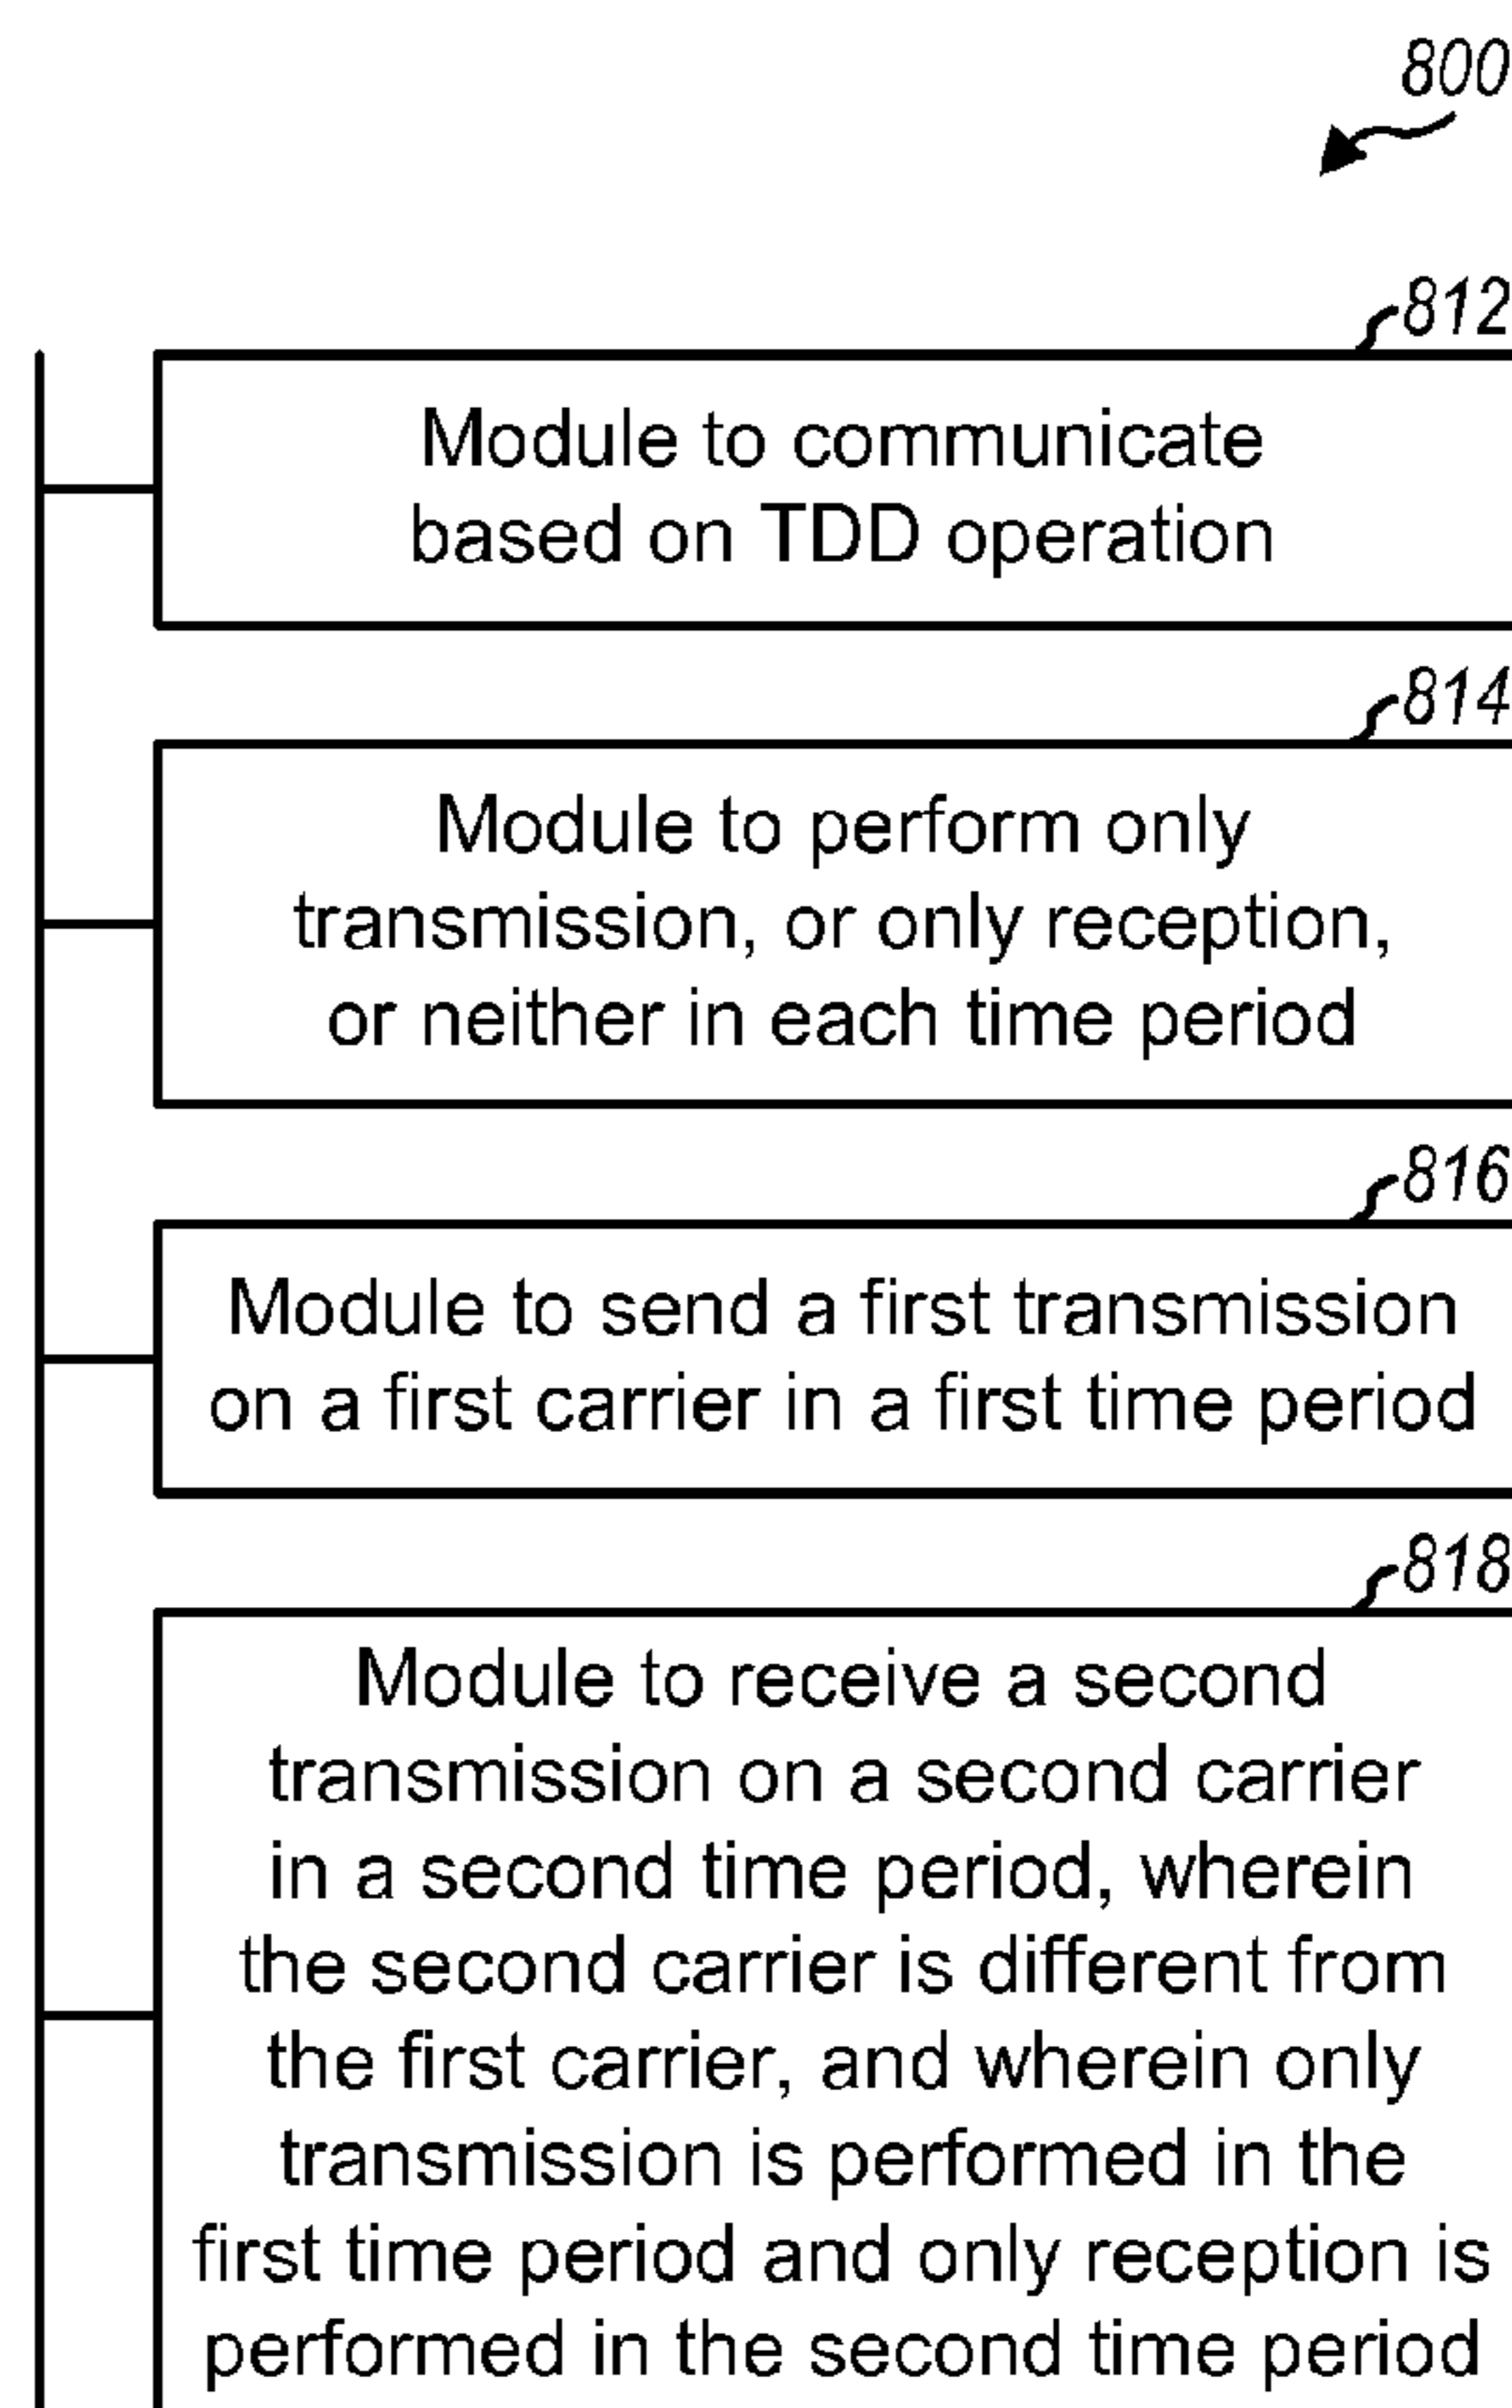 800
812
Module to communicate
based on TDD operation
814
Module to perform only
transmission, or only reception,
or neither in each time period
816
Module to send a first transmission
on a first carrier in a first time period
818
Module to receive a second
transmission on a second carrier
in a second time period, wherein
the second carrier is different from
the first carrier, and wherein only
transmission is performed in the
first time period and only reception is
performed in the second time period